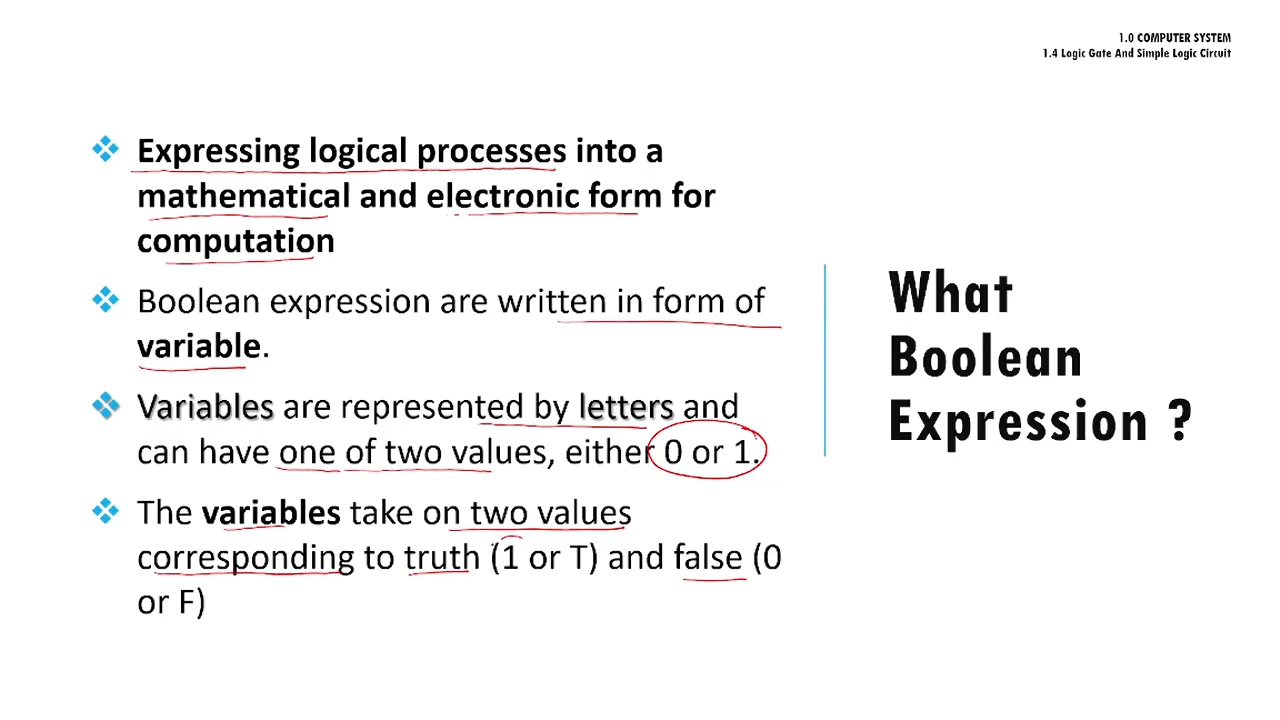 1.0 COMPUTER SYSTEM
1.4 Logic Gate And Simple Logic Circuit
Expressing logical processes into a
mathematical and electronic form for
computation
Boolean expression are written in form of
variable.
Variables are represented by letters and
can have one of two values, either 0 or 1.
The variables take on two values
corresponding to truth (1 or T) and false (0
or F)
What
Boolean
Expression ?